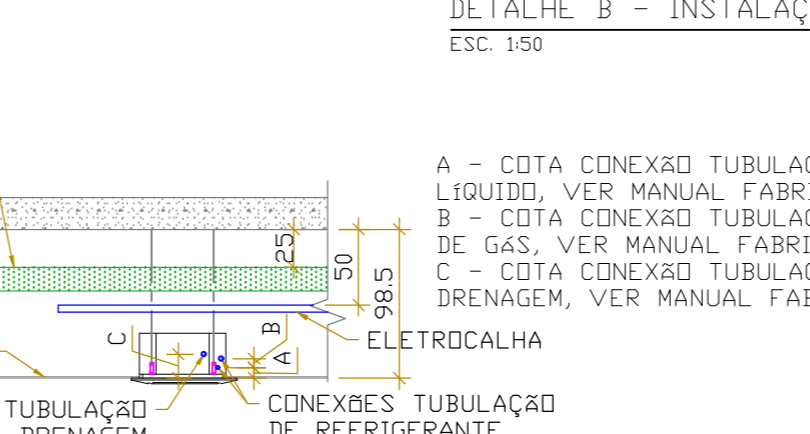 DETALHE B - INSTALAÇ
ESC. 1:50
A - COTA CONEXÃO TUBULAÇ
LÍQUIDO, VER MANUAL FABRI
B - COTA CONEXÃO TUBULAÇ
DE GÁS, VER MANUAL FABRI
C - COTA CONEXÃO TUBULAÇ
DRENAGEM, VER MANUAL FAB
25
50
98.5
C
B
A
ELETROCALHA
TUBULAÇÃO
DRENAGEM
CONEXÕES TUBULAÇÃO
DE REFRIGERANTE